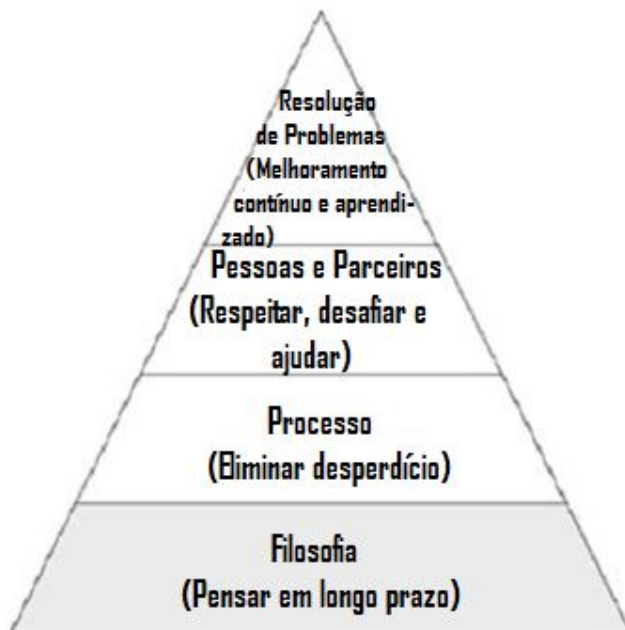 Resolução
de Problemas
(Melhoramento
contínuo e aprendi-
zado)
Pessoas e Parceiros
(Respeitar, desafiar e
ajudar)
Processo
(Eliminar desperdício)
Filosofia
(Pensar em longo prazo)